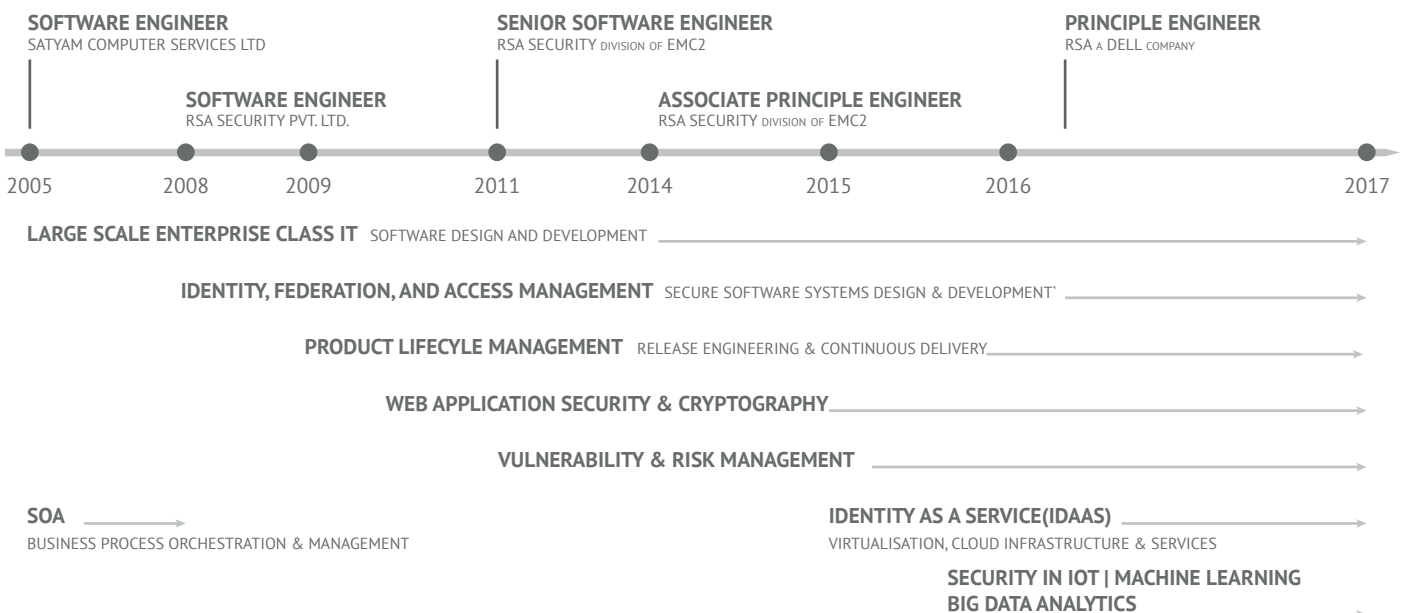 SOFTWARE ENGINEER
SATYAM COMPUTER SERVICES LTD
SENIOR SOFTWARE ENGINEER
RSA SECURITY DIVISION OF EMC2
PRINCIPLE ENGINEER
RSA A DELL COMPANY
SOFTWARE ENGINEER
RSA SECURITY PVT. LTD.
ASSOCIATE PRINCIPLE ENGINEER
RSA SECURITY DIVISION OF EMC2
2005 2008 2009 2011 2014 2015 2016 2017
LARGE SCALE ENTERPRISE CLASS IT SOFTWARE DESIGN AND DEVELOPMENT
IDENTITY, FEDERATION, AND ACCESS MANAGEMENT SECURE SOFTWARE SYSTEMS DESIGN & DEVELOPMENT`
PRODUCT LIFECYLE MANAGEMENT RELEASE ENGINEERING & CONTINUOUS DELIVERY
WEB APPLICATION SECURITY & CRYPTOGRAPHY
VULNERABILITY & RISK MANAGEMENT
SOA
BUSINESS PROCESS ORCHESTRATION & MANAGEMENT
IDENTITY AS A SERVICE(IDAAS)
VIRTUALISATION, CLOUD INFRASTRUCTURE & SERVICES
SECURITY IN IOT | MACHINE LEARNING
BIG DATA ANALYTICS